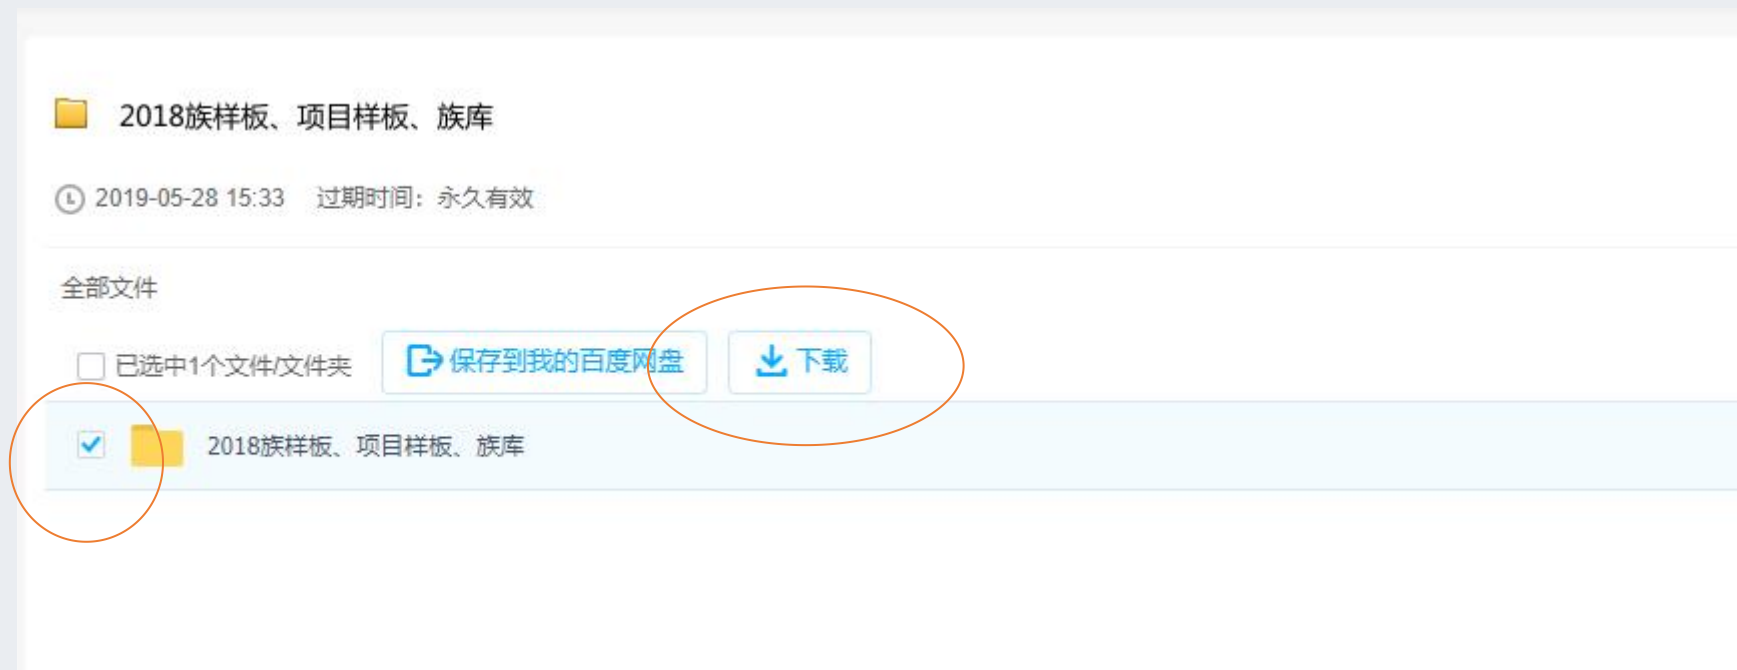 2018族样板、项目样板、族库
2019-05-28 15:33 过期时间：永久有效
全部文件
已选中1个文件/文件夹 保存到我的百度网盘 下载
2018族样板、项目样板、族库